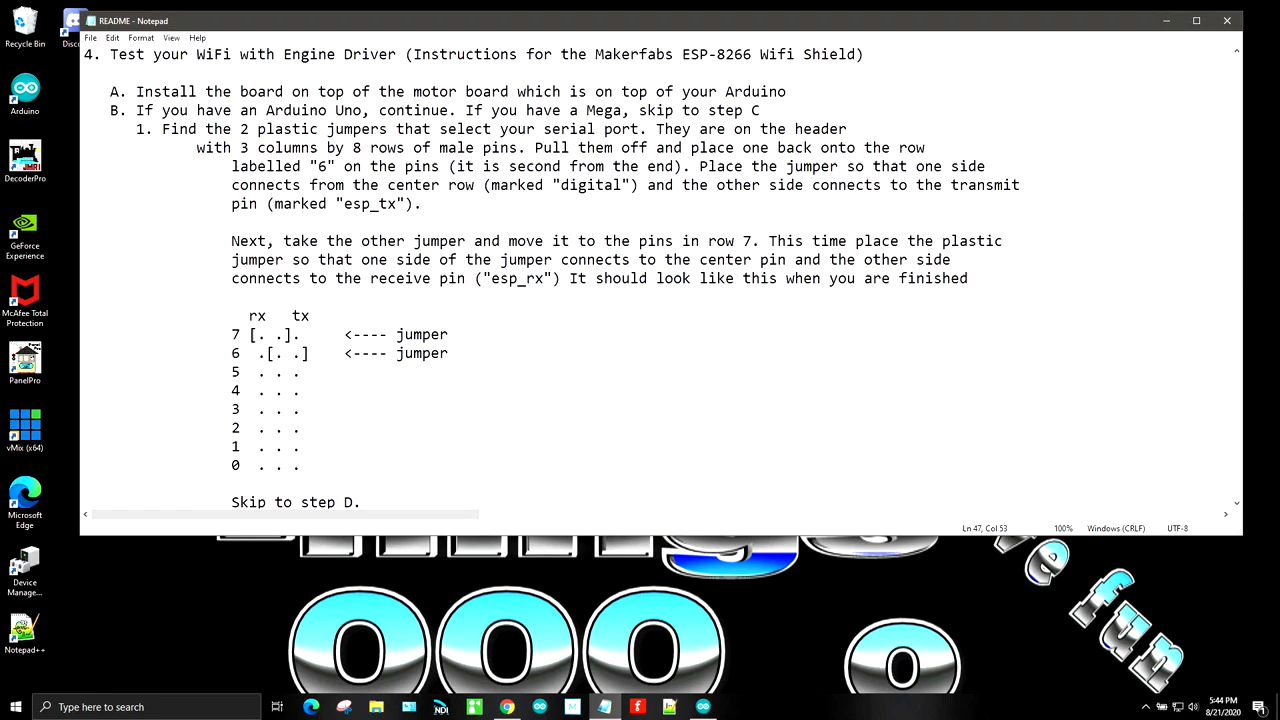 Recycle Bin
Disc
Arduino
DecoderPro
GeForce
Experience
McAfee Total
Protection
PanelPro
vMix (x64)
Microsoft
Edge
Device
Manage...
Notepad++
README - Notepad
File Edit Format View Help
4. Test your WiFi with Engine Driver (Instructions for the Makerfabs ESP-8266 Wifi Shield)
A. Install the board on top of the motor board which is on top of your Arduino
B. If you have an Arduino Uno, continue. If you have a Mega, skip to step C
1. Find the 2 plastic jumpers that select your serial port. They are on the header
with 3 columns by 8 rows of male pins. Pull them off and place one back onto the row
labelled "6" on the pins (it is second from the end). Place the jumper so that one side
connects from the center row (marked "digital") and the other side connects to the transmit
pin (marked "esp_tx").
Next, take the other jumper and move it to the pins in row 7. This time place the plastic
jumper so that one side of the jumper connects to the center pin and the other side
connects to the receive pin ("esp_rx") It should look like this when you are finished
rx tx
7 [. .]. <---- jumper
6 .[. .] <---- jumper
5 . . .
4 . . .
3 . . .
2 . . .
1 . . .
0 . . .
Skip to step D.
Ln 47, Col 53 100% Windows (CRLF) UTF-8
e fun
Type here to search
NDI
5:44 PM
8/21/2020